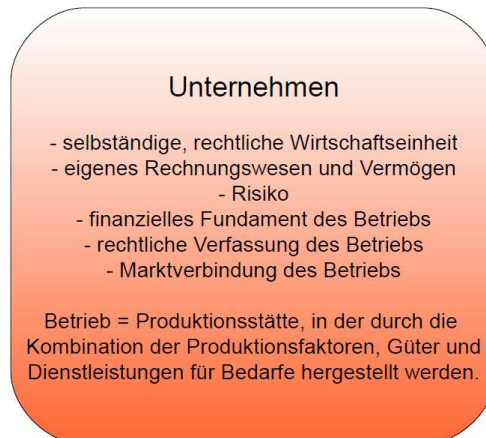 Unternehmen
- selbständige, rechtliche Wirtschaftseinheit
- eigenes Rechnungswesen und Vermögen
- Risiko
- finanzielles Fundament des Betriebs
- rechtliche Verfassung des Betriebs
- Marktverbindung des Betriebs
Betrieb = Produktionsstätte, in der durch die
Kombination der Produktionsfaktoren, Güter und
Dienstleistungen für Bedarfe hergestellt werden.